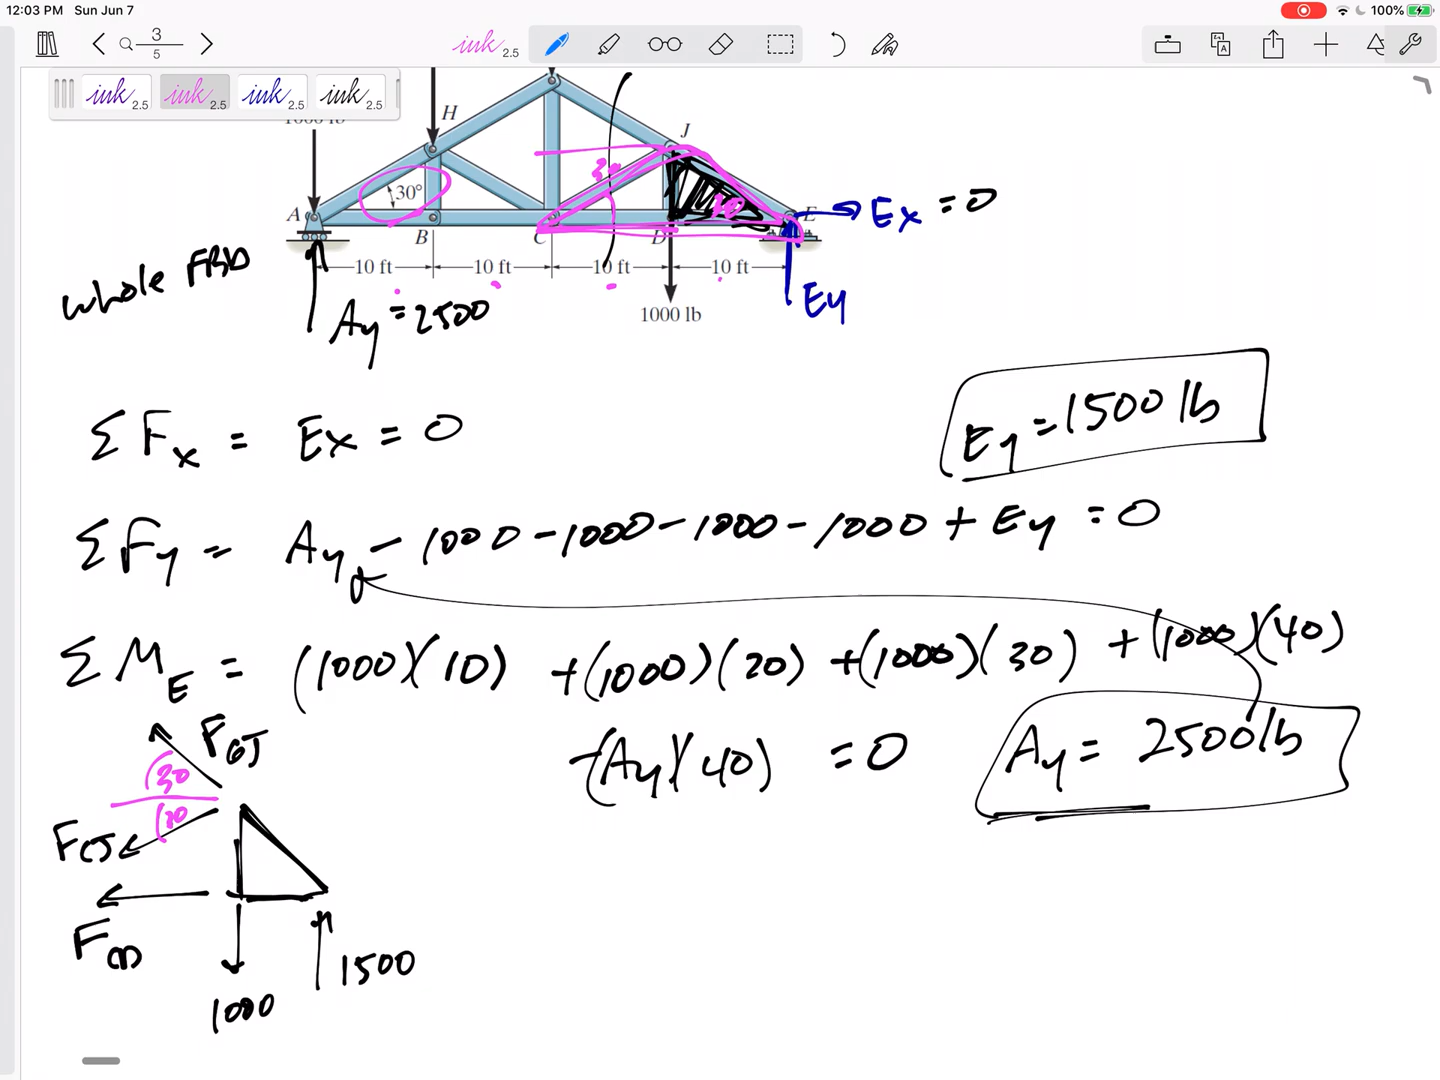 12:03 PM Sun Jun 7
100%
3
5
ink 2.5
ink 2.5
ink 2.5
ink 2.5
ink 2.5
H
J
30
30°
30
A
B
C
D
E
Ex = 0
whole FBD
10 ft
10 ft
10 ft
10 ft
Ay = 2500
1000 lb
Ey
ΣFx = Ex = 0
Ey = 1500 lb
ΣFy = Ay - 1000 - 1000 - 1000 - 1000 + Ey = 0
ΣME = (1000)(10) + (1000)(20) + (1000)(30) + (1000)(40)
-(Ay)(40) = 0
Ay = 2500 lb
FGJ
30
30
FCJ
FCD
1500
1000